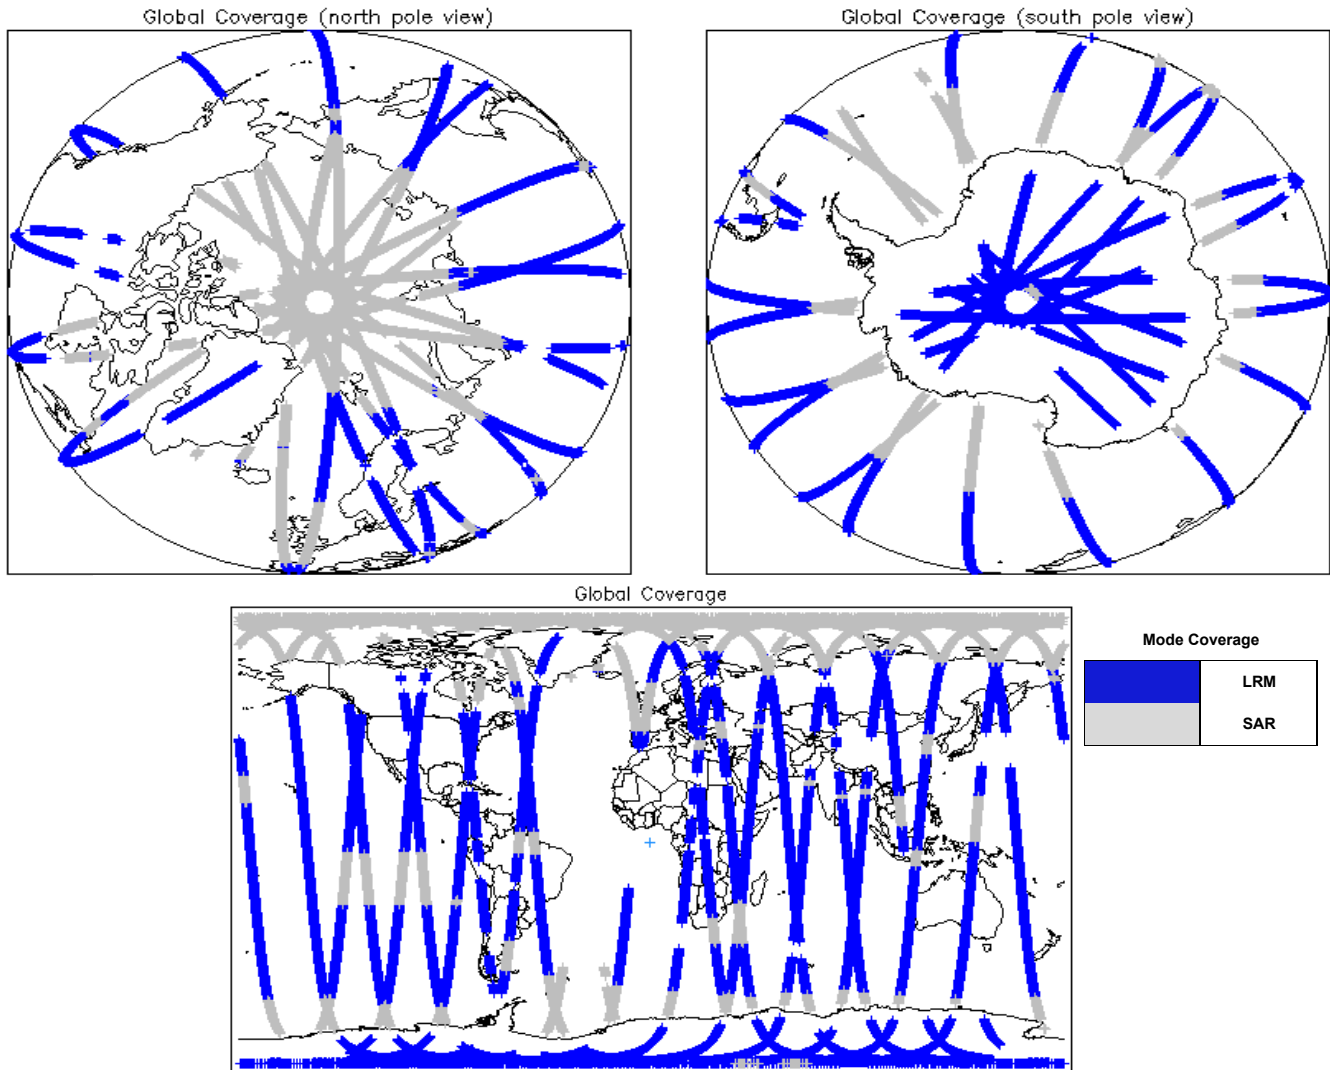 Global Coverage (north pole view)
Global Coverage (south pole view)
Global Coverage
Mode Coverage
LRM
SAR